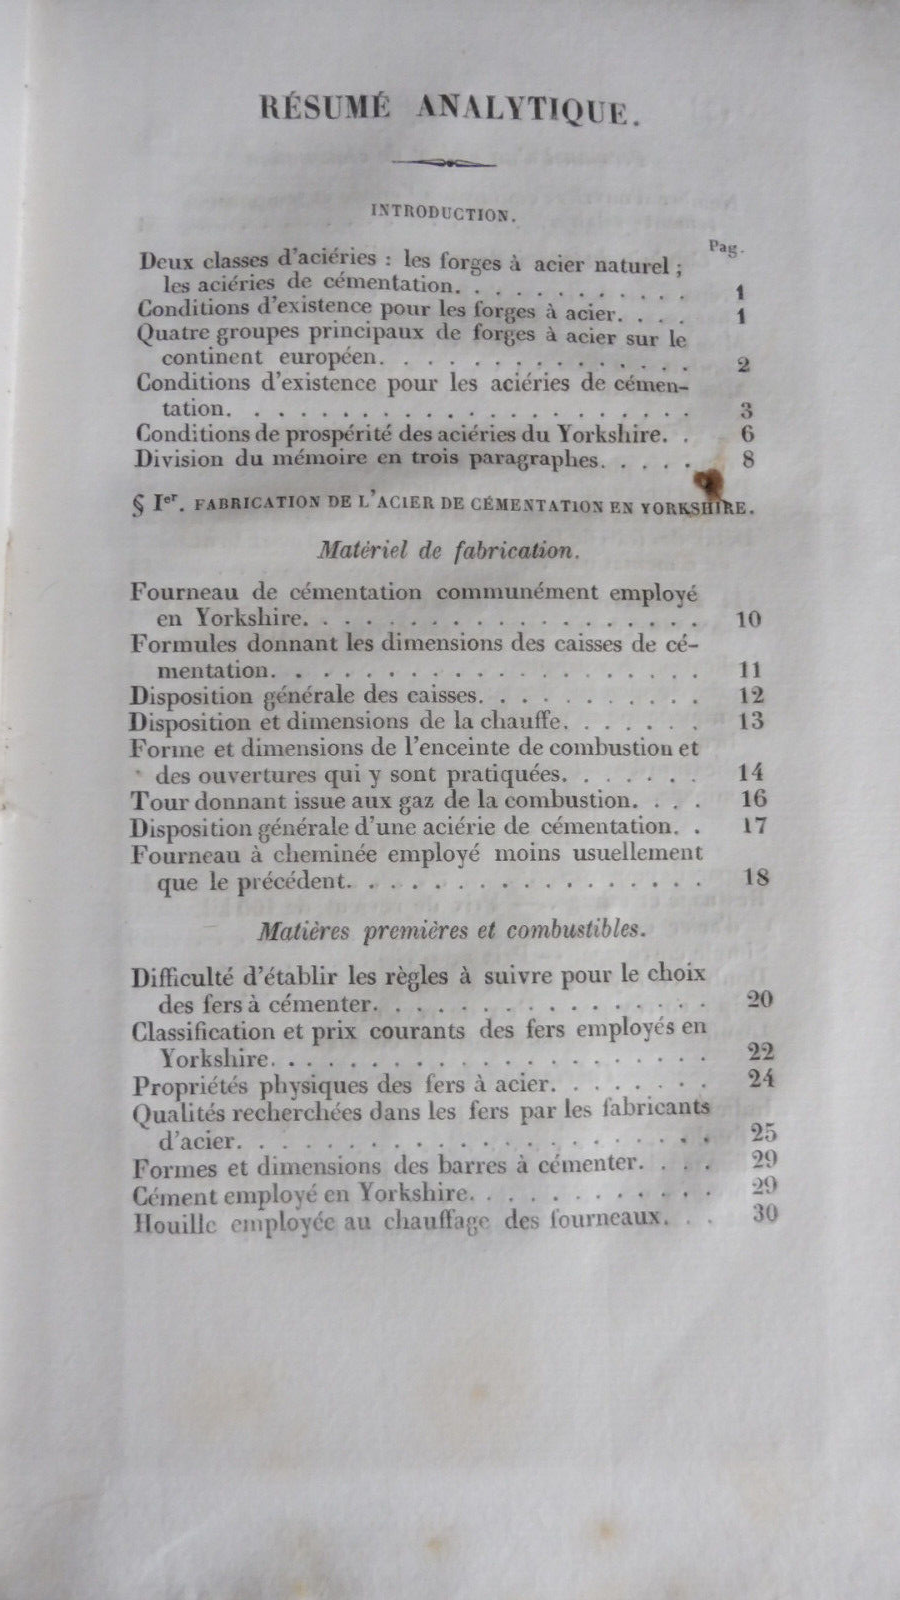 RÉSUMÉ ANALYTIQUE.
INTRODUCTION.
Pag.
Deux classes d'aciéries : les forges à acier naturel ;
les aciéries de cémentation. . . . . . . . . . . . 1
Conditions d'existence pour les forges à acier. . . . 1
Quatre groupes principaux de forges à acier sur le
continent européen. . . . . . . . . . . . . . . 2
Conditions d'existence pour les aciéries de cémen-
tation. . . . . . . . . . . . . . . . . . . . . 3
Conditions de prospérité des aciéries du Yorkshire. . 6
Division du mémoire en trois paragraphes. . . . . 8
§ Ier. FABRICATION DE L'ACIER DE CÉMENTATION EN YORKSHIRE.
Matériel de fabrication.
Fourneau de cémentation communément employé
en Yorkshire. . . . . . . . . . . . . . . . . . 10
Formules donnant les dimensions des caisses de cé-
mentation. . . . . . . . . . . . . . . . . . . 11
Disposition générale des caisses. . . . . . . . . . 12
Disposition et dimensions de la chauffe. . . . . . . 13
Forme et dimensions de l'enceinte de combustion et
des ouvertures qui y sont pratiquées. . . . . . . 14
Tour donnant issue aux gaz de la combustion. . . . 16
Disposition générale d'une aciérie de cémentation. . 17
Fourneau à cheminée employé moins usuellement
que le précédent. . . . . . . . . . . . . . . . . 18
Matières premières et combustibles.
Difficulté d'établir les règles à suivre pour le choix
des fers à cémenter. . . . . . . . . . . . . . . . 20
Classification et prix courants des fers employés en
Yorkshire. . . . . . . . . . . . . . . . . . . . 22
Propriétés physiques des fers à acier. . . . . . . . 24
Qualités recherchées dans les fers par les fabricants
d'acier. . . . . . . . . . . . . . . . . . . . . . 25
Formes et dimensions des barres à cémenter. . . . 29
Cément employé en Yorkshire. . . . . . . . . . . 29
Houille employée au chauffage des fourneaux. . . 30